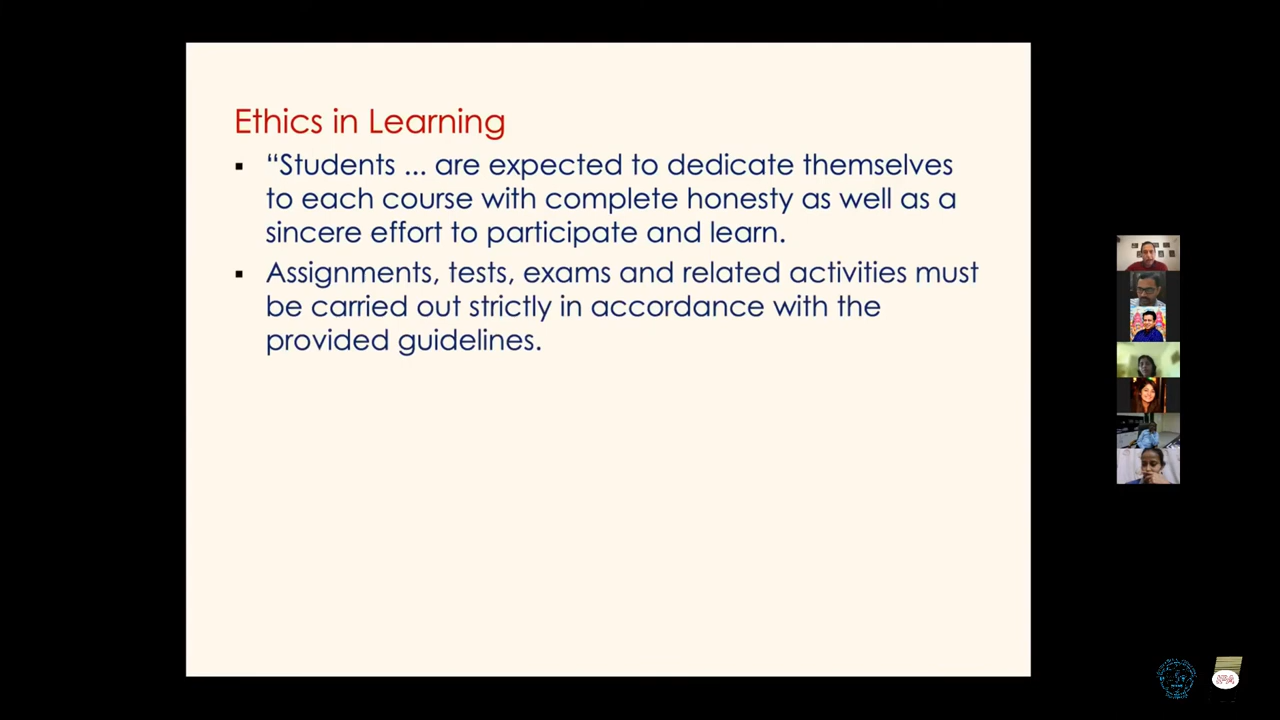 Ethics in Learning
▪ “Students ... are expected to dedicate themselves
to each course with complete honesty as well as a
sincere effort to participate and learn.
▪ Assignments, tests, exams and related activities must
be carried out strictly in accordance with the
provided guidelines.